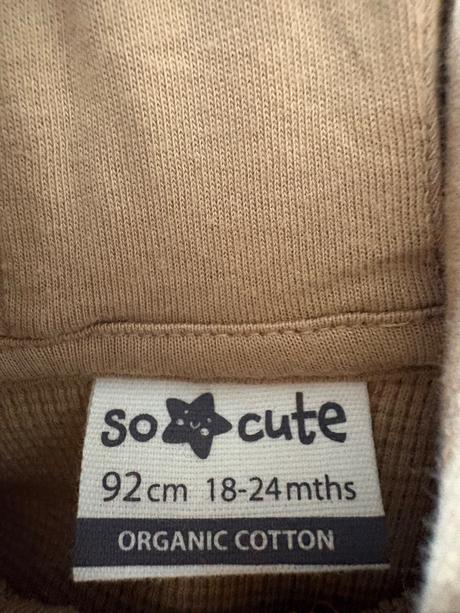 so cute
92cm 18-24mths
ORGANIC COTTON